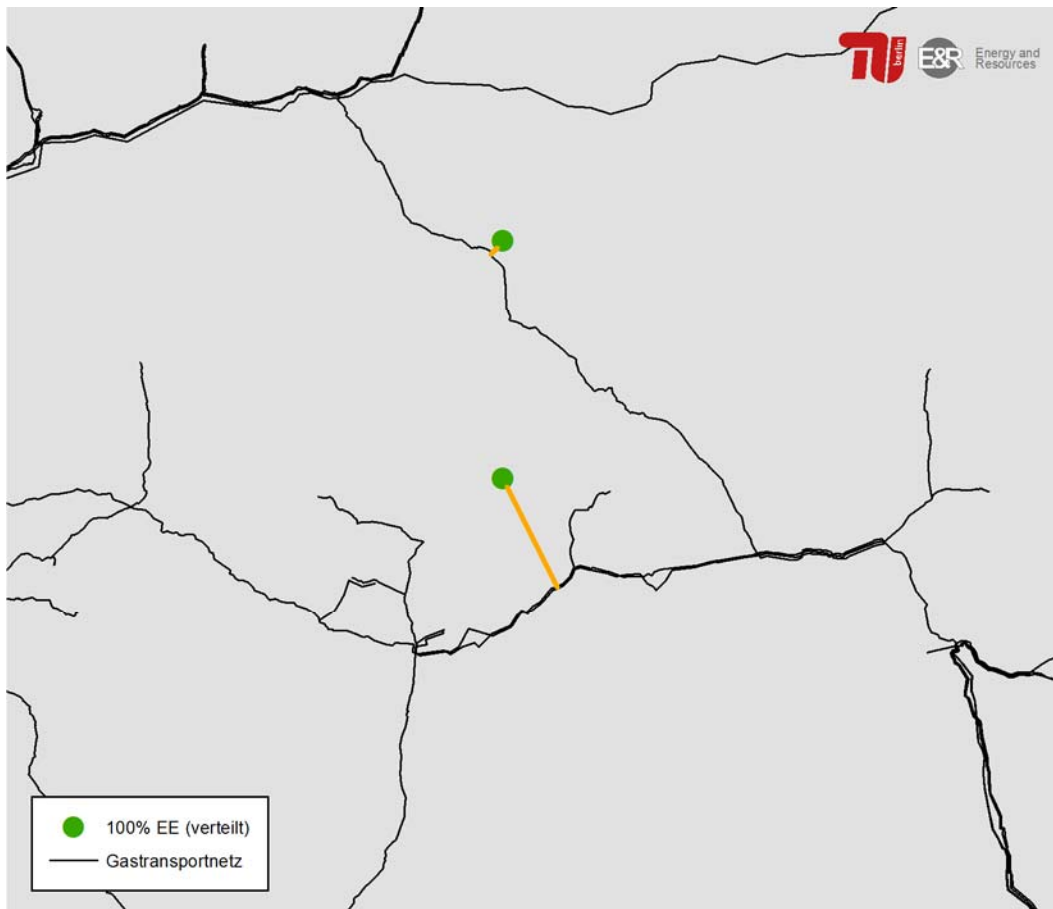 berlin
E&R
Energy and
Resources
100% EE (verteilt)
Gastransportnetz